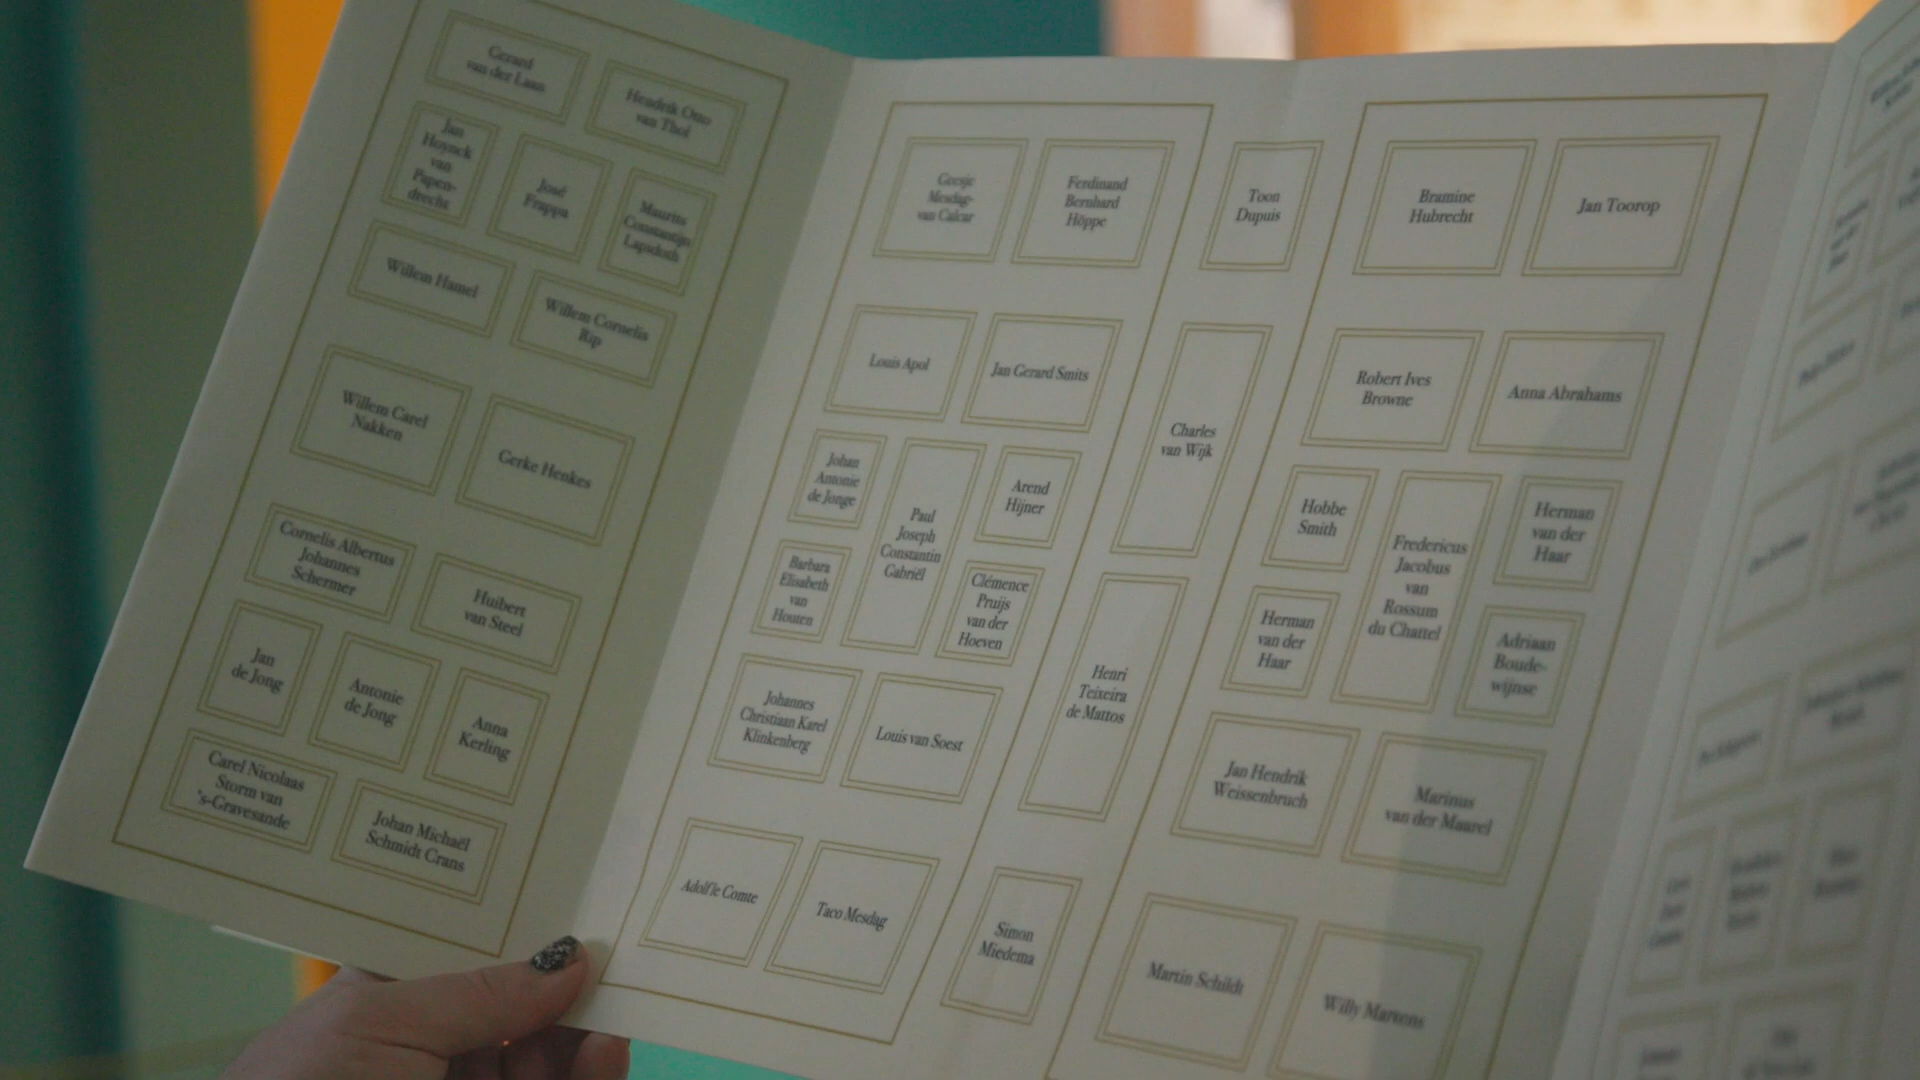 Gerard
van der Laan
Hendrik Otto
van Thol
Jan
Hoynck
van
Papen-
drecht
José
Frappa
Maurits
Constantijn
Lapidoth
Willem Hamel
Willem Cornelis
Rip
Willem Carel
Nakken
Gerke Henkes
Cornelis Albertus
Johannes
Schermer
Huibert
van Steel
Jan
de Jong
Antonie
de Jong
Anna
Kerling
Carel Nicolaas
Storm van
's-Gravesande
Johan Michaël
Schmidt Crans
Geesje
Mesdag-
van Calcar
Ferdinand
Bernhard
Höppe
Louis Apol
Jan Gerard Smits
Johan
Antonie
de Jonge
Paul
Joseph
Constantin
Gabriël
Arend
Hijner
Barbara
Elisabeth
van
Houten
Clémence
Pruijs
van der
Hoeven
Johannes
Christiaan Karel
Klinkenberg
Louis van Soest
Adolf le Comte
Taco Mesdag
Toon
Dupuis
Charles
van Wijk
Henri
Teixeira
de Mattos
Simon
Miedema
Bramine
Hubrecht
Jan Toorop
Robert Ives
Browne
Anna Abrahams
Hobbe
Smith
Fredericus
Jacobus
van
Rossum
du Chattel
Herman
van der
Haar
Herman
van der
Haar
Adriaan
Boude-
wijnse
Jan Hendrik
Weissenbruch
Marinus
van der Maarel
Martin Schildt
Willy Martens